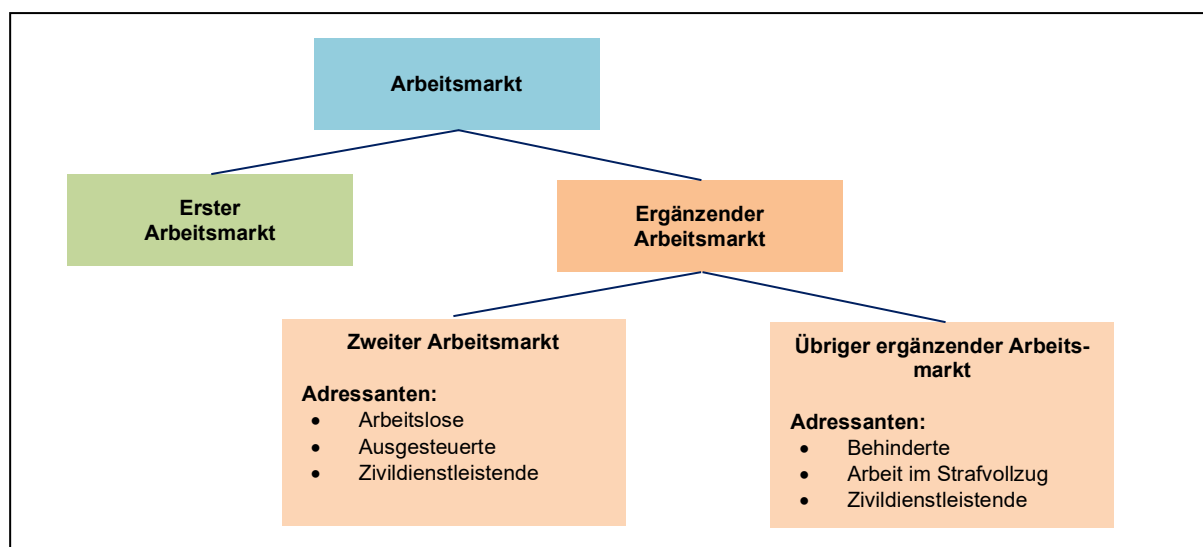 Arbeitsmarkt
Erster
Arbeitsmarkt
Ergänzender
Arbeitsmarkt
Zweiter Arbeitsmarkt
Adressanten:
• Arbeitslose
• Ausgesteuerte
• Zivildienstleistende
Übriger ergänzender Arbeits-
markt
Adressanten:
• Behinderte
• Arbeit im Strafvollzug
• Zivildienstleistende